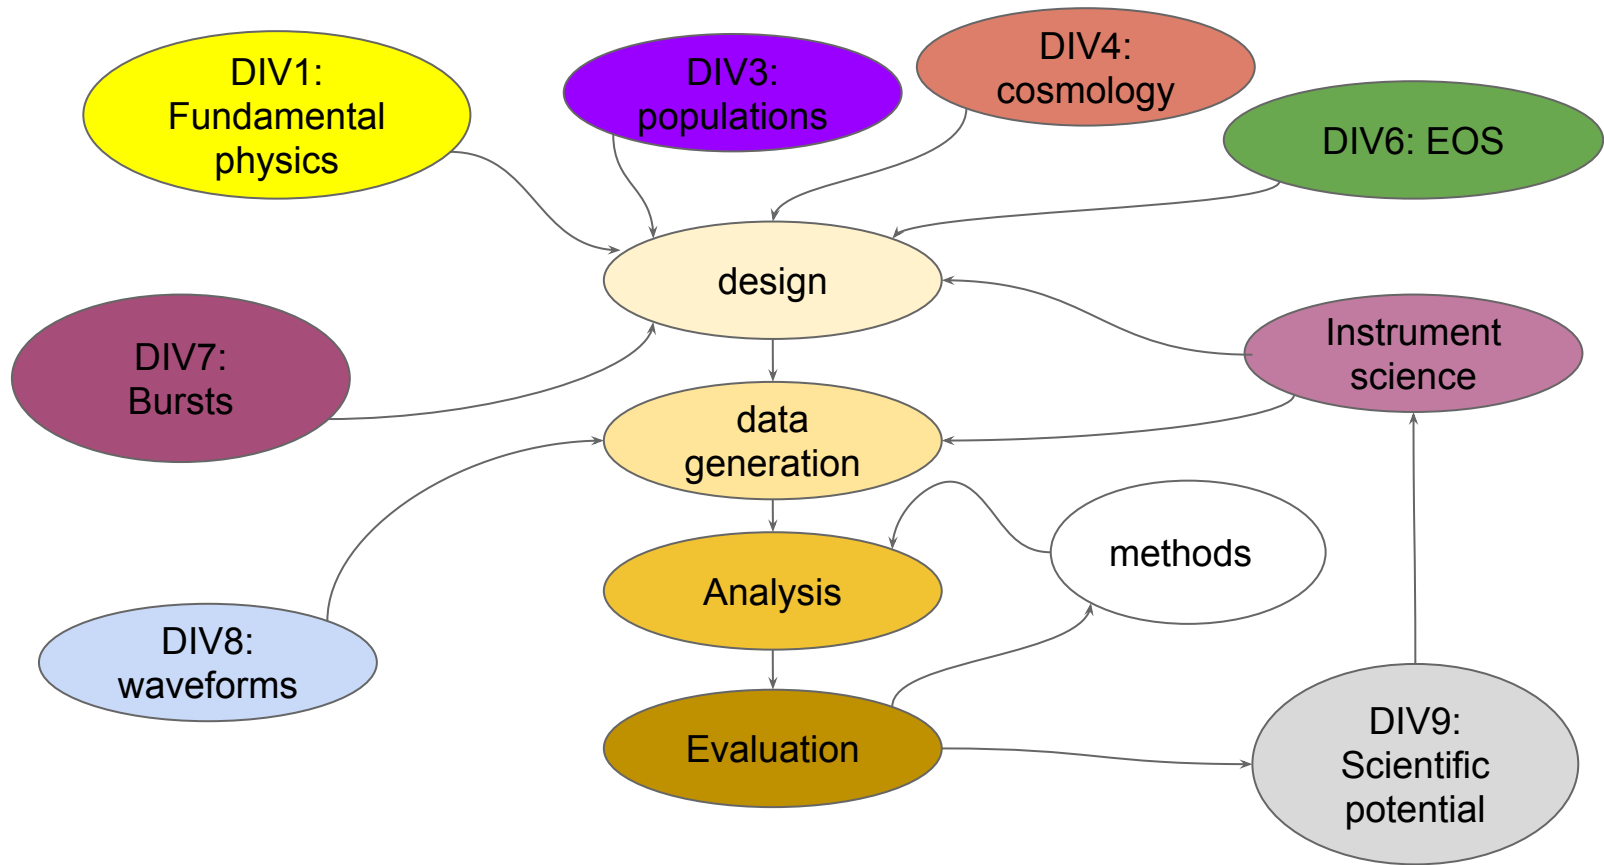 DIV1:
Fundamental
physics
DIV3:
populations
DIV4:
cosmology
DIV6: EOS
design
DIV7:
Bursts
Instrument
science
data
generation
methods
Analysis
DIV8:
waveforms
Evaluation
DIV9:
Scientific
potential